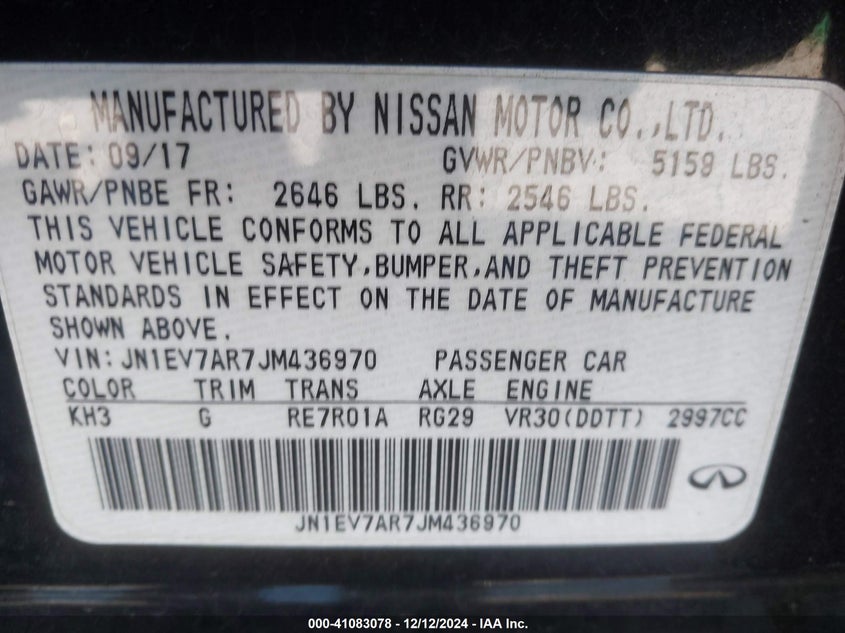 MANUFACTURED BY NISSAN MOTOR CO.,LTD.
DATE: 09/17 GVWR/PNBV: 5159 LBS.
GAWR/PNBE FR: 2646 LBS. RR: 2546 LBS.
THIS VEHICLE CONFORMS TO ALL APPLICABLE FEDERAL
MOTOR VEHICLE SAFETY,BUMPER,AND THEFT PREVENTION
STANDARDS IN EFFECT ON THE DATE OF MANUFACTURE
SHOWN ABOVE.
VIN:JN1EV7AR7JM436970 PASSENGER CAR
COLOR TRIM TRANS AXLE ENGINE
KH3 G RE7R01A RG29 VR30(DDTT) 2997CC
JN1EV7AR7JM436970
000-41083078 - 12/12/2024 - IAA Inc.